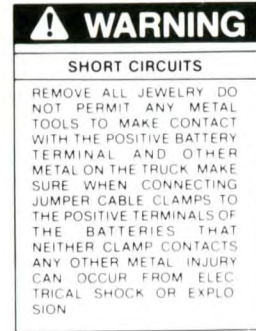 WARNING
SHORT CIRCUITS
REMOVE ALL JEWELRY DO
NOT PERMIT ANY METAL
TOOLS TO MAKE CONTACT
WITH THE POSITIVE BATTERY
TERMINAL AND OTHER
METAL ON THE TRUCK MAKE
SURE WHEN CONNECTING
JUMPER CABLE CLAMPS TO
THE POSITIVE TERMINALS OF
THE BATTERIES THAT
NEITHER CLAMP CONTACTS
ANY OTHER METAL INJURY
CAN OCCUR FROM ELEC
TRICAL SHOCK OR EXPLO
SION